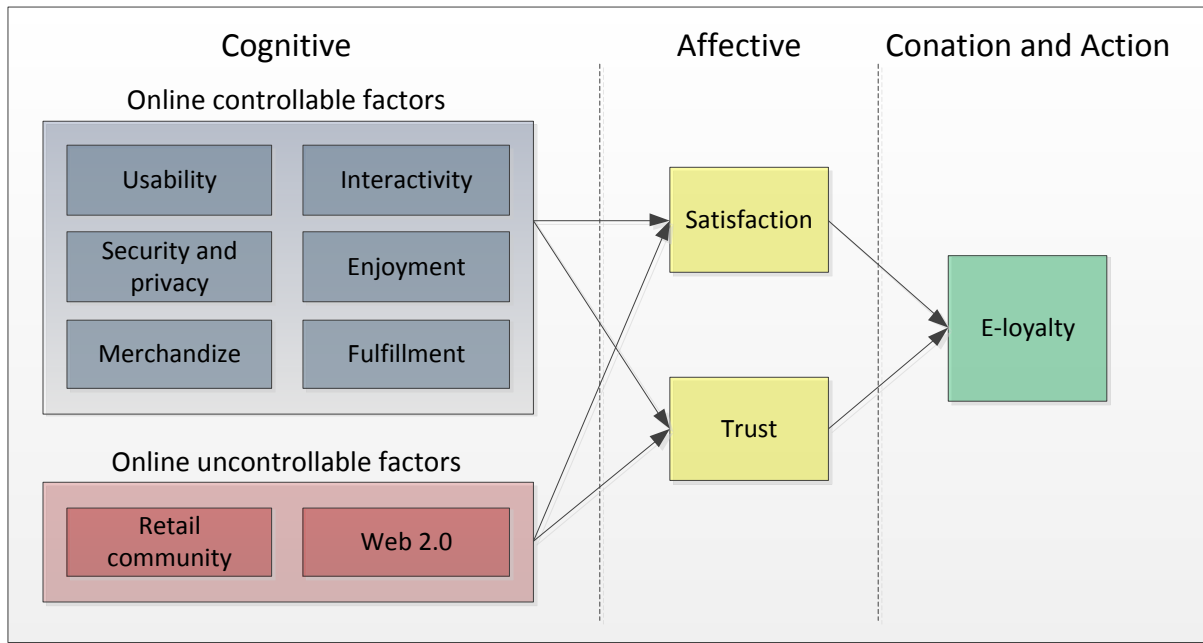 Cognitive
Affective
Conation and Action
Online controllable factors
Usability
Interactivity
Security and
privacy
Enjoyment
Merchandize
Fulfillment
Satisfaction
Trust
E-loyalty
Online uncontrollable factors
Retail
community
Web 2.0